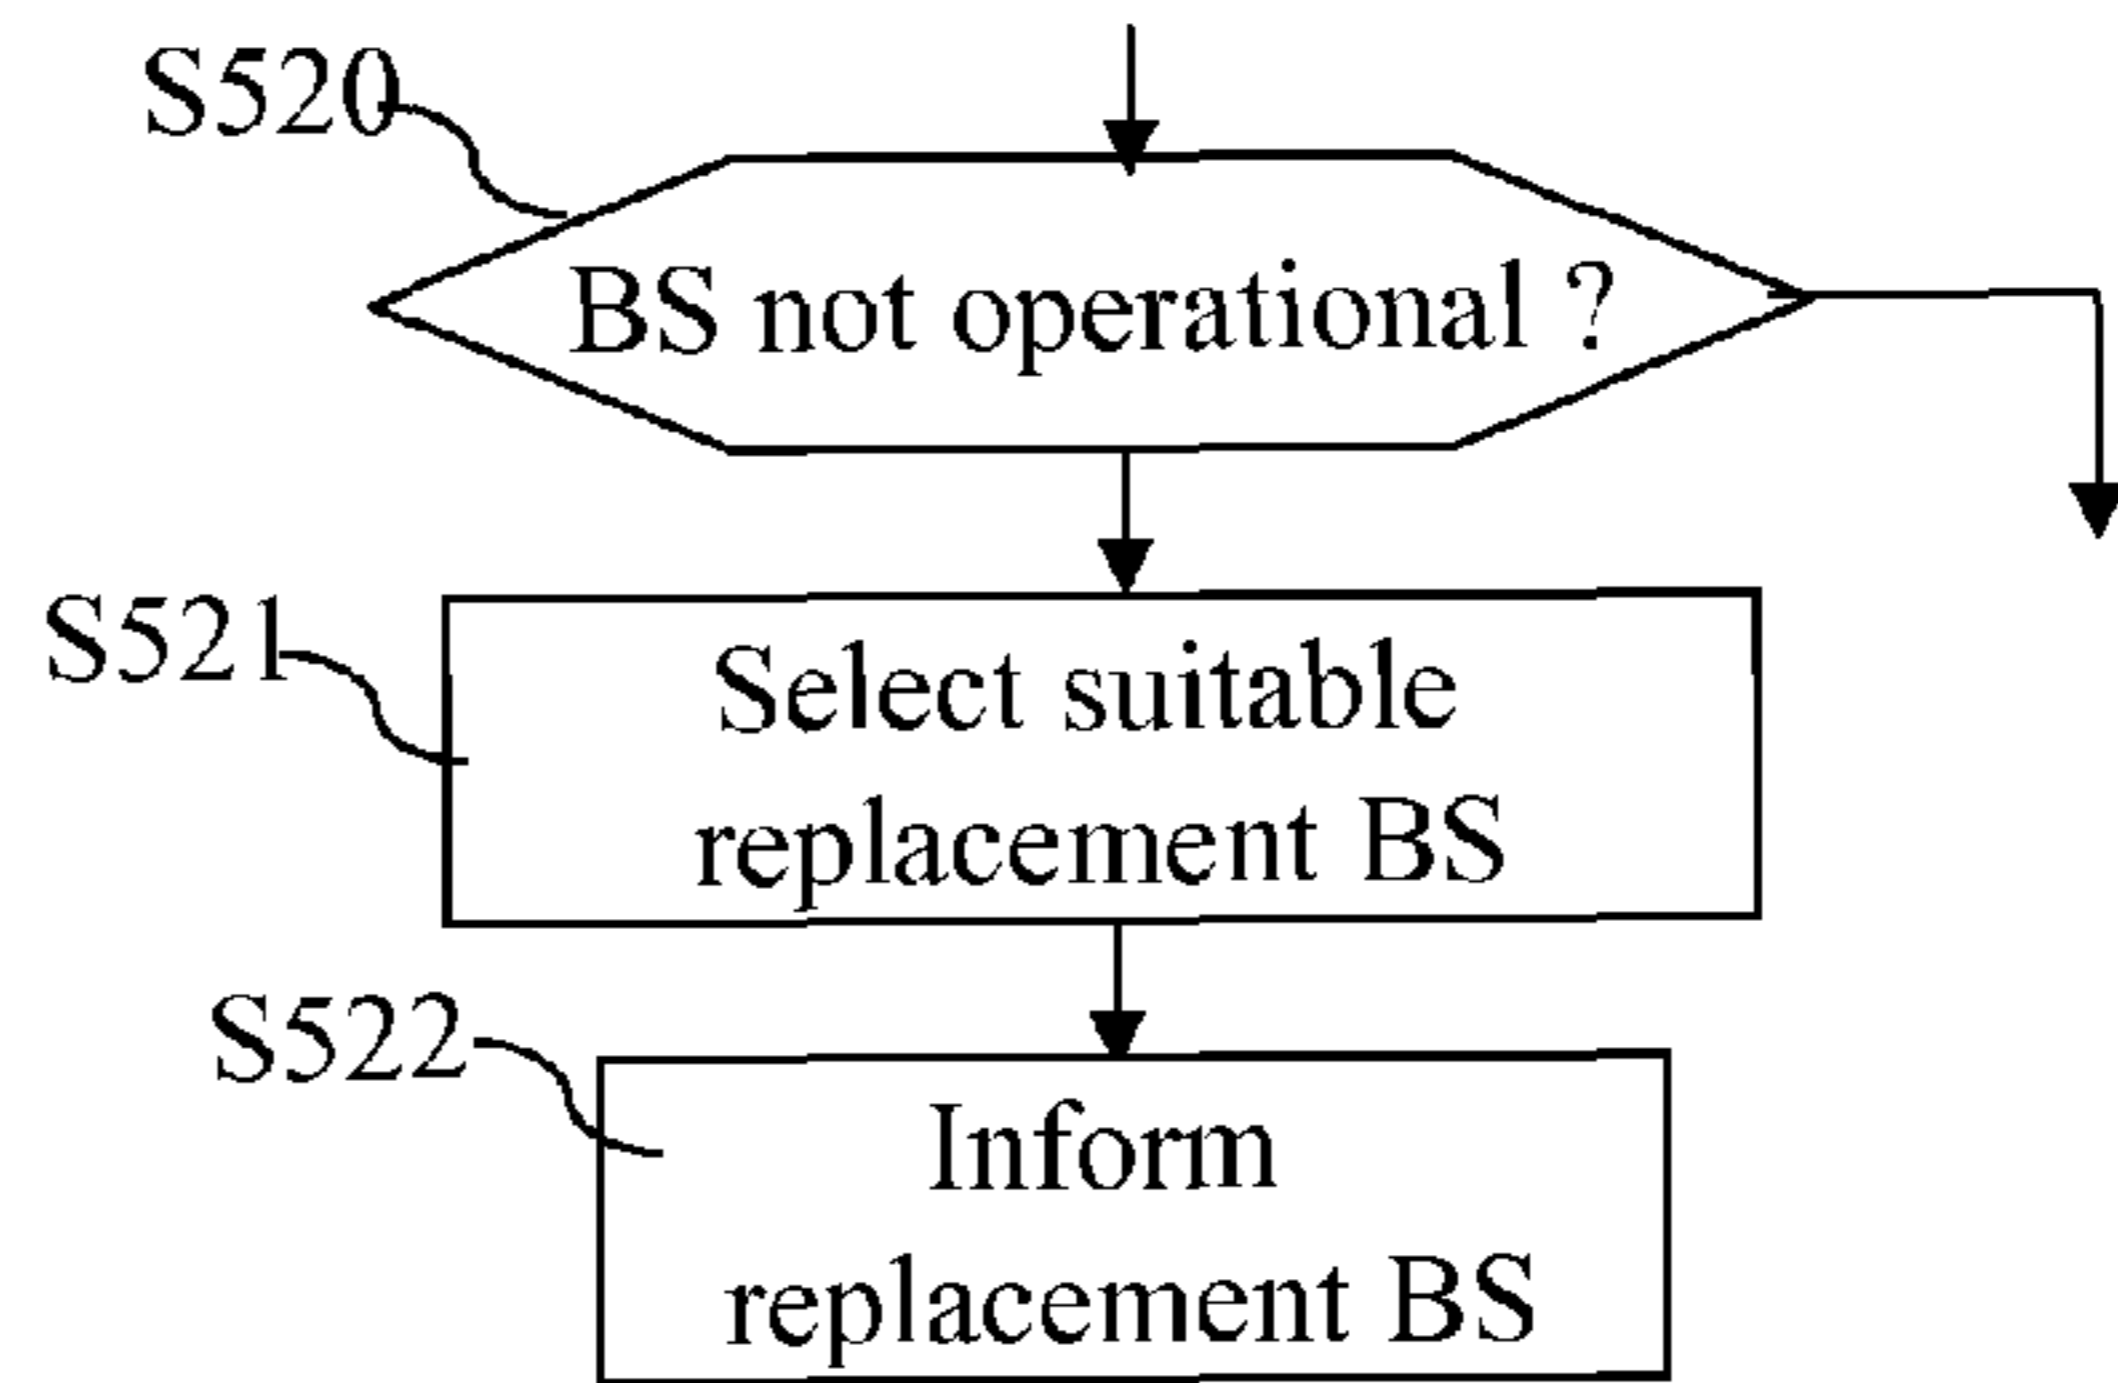 S520
BS not operational ?
S521
Select suitable
replacement BS
S522
Inform
replacement BS